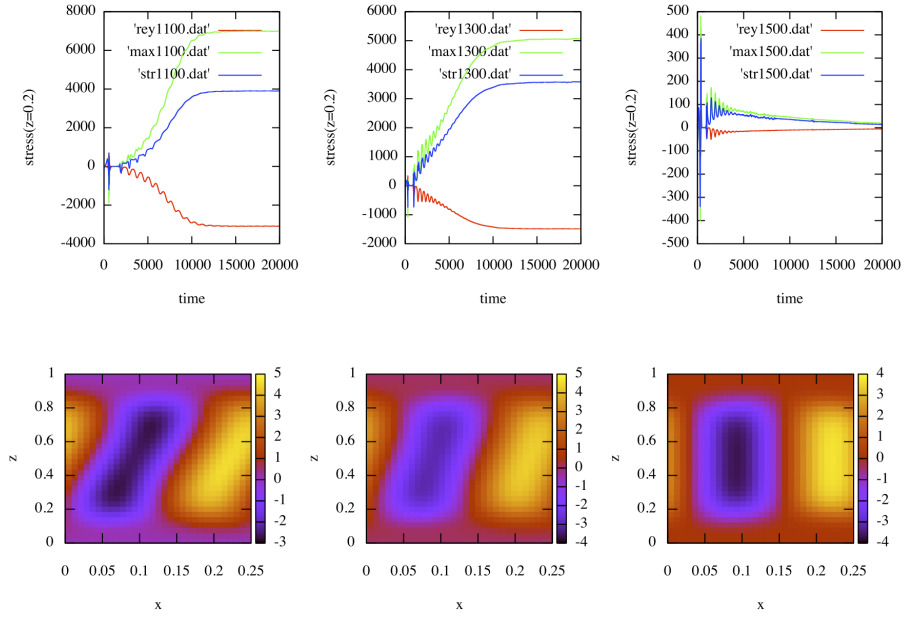 8000
6000
4000
2000
0
-2000
-4000
stress(z=0.2)
0 5000 10000 15000 20000
time
'rey1100.dat'
'max1100.dat'
'str1100.dat'
6000
5000
4000
3000
2000
1000
0
-1000
-2000
stress(z=0.2)
0 5000 10000 15000 20000
time
'rey1300.dat'
'max1300.dat'
'str1300.dat'
500
400
300
200
100
0
-100
-200
-300
-400
-500
stress(z=0.2)
0 5000 10000 15000 20000
time
'rey1500.dat'
'max1500.dat'
'str1500.dat'
1
0.8
0.6
0.4
0.2
0
z
0 0.05 0.1 0.15 0.2 0.25
x
5
4
3
2
1
0
-1
-2
-3
1
0.8
0.6
0.4
0.2
0
z
0 0.05 0.1 0.15 0.2 0.25
x
5
4
3
2
1
0
-1
-2
-3
-4
1
0.8
0.6
0.4
0.2
0
z
0 0.05 0.1 0.15 0.2 0.25
x
4
3
2
1
0
-1
-2
-3
-4